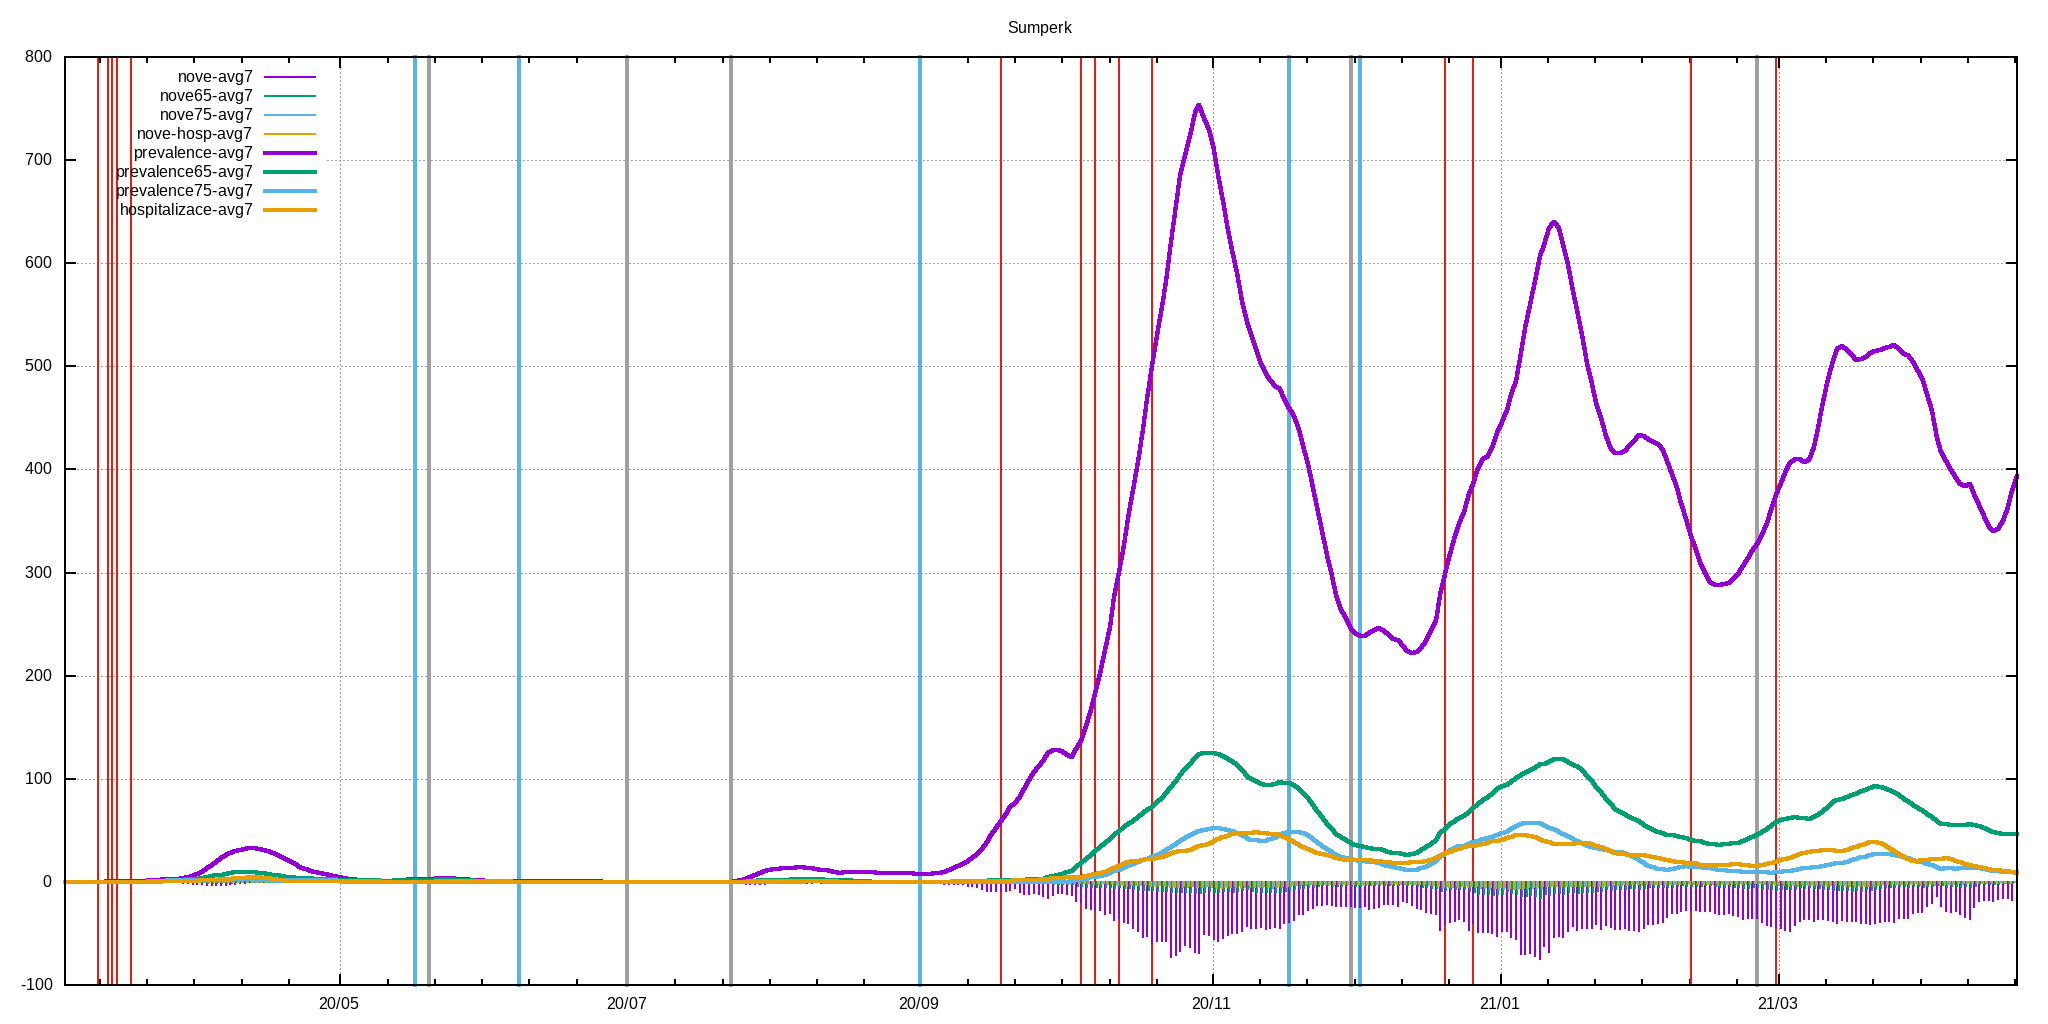 Sumperk
800
700
600
500
400
300
200
100
0
-100
nove-avg7
nove65-avg7
nove75-avg7
nove-hosp-avg7
prevalence-avg7
prevalence65-avg7
prevalence75-avg7
hospitalizace-avg7
20/05 20/07 20/09 20/11 21/01 21/03